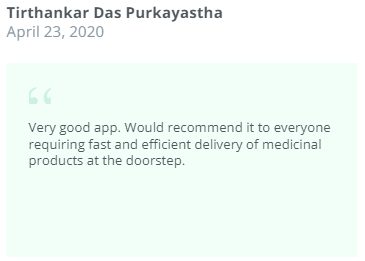 Tirthankar Das Purkayastha
April 23, 2020
“
Very good app. Would recommend it to everyone
requiring fast and efficient delivery of medicinal
products at the doorstep.